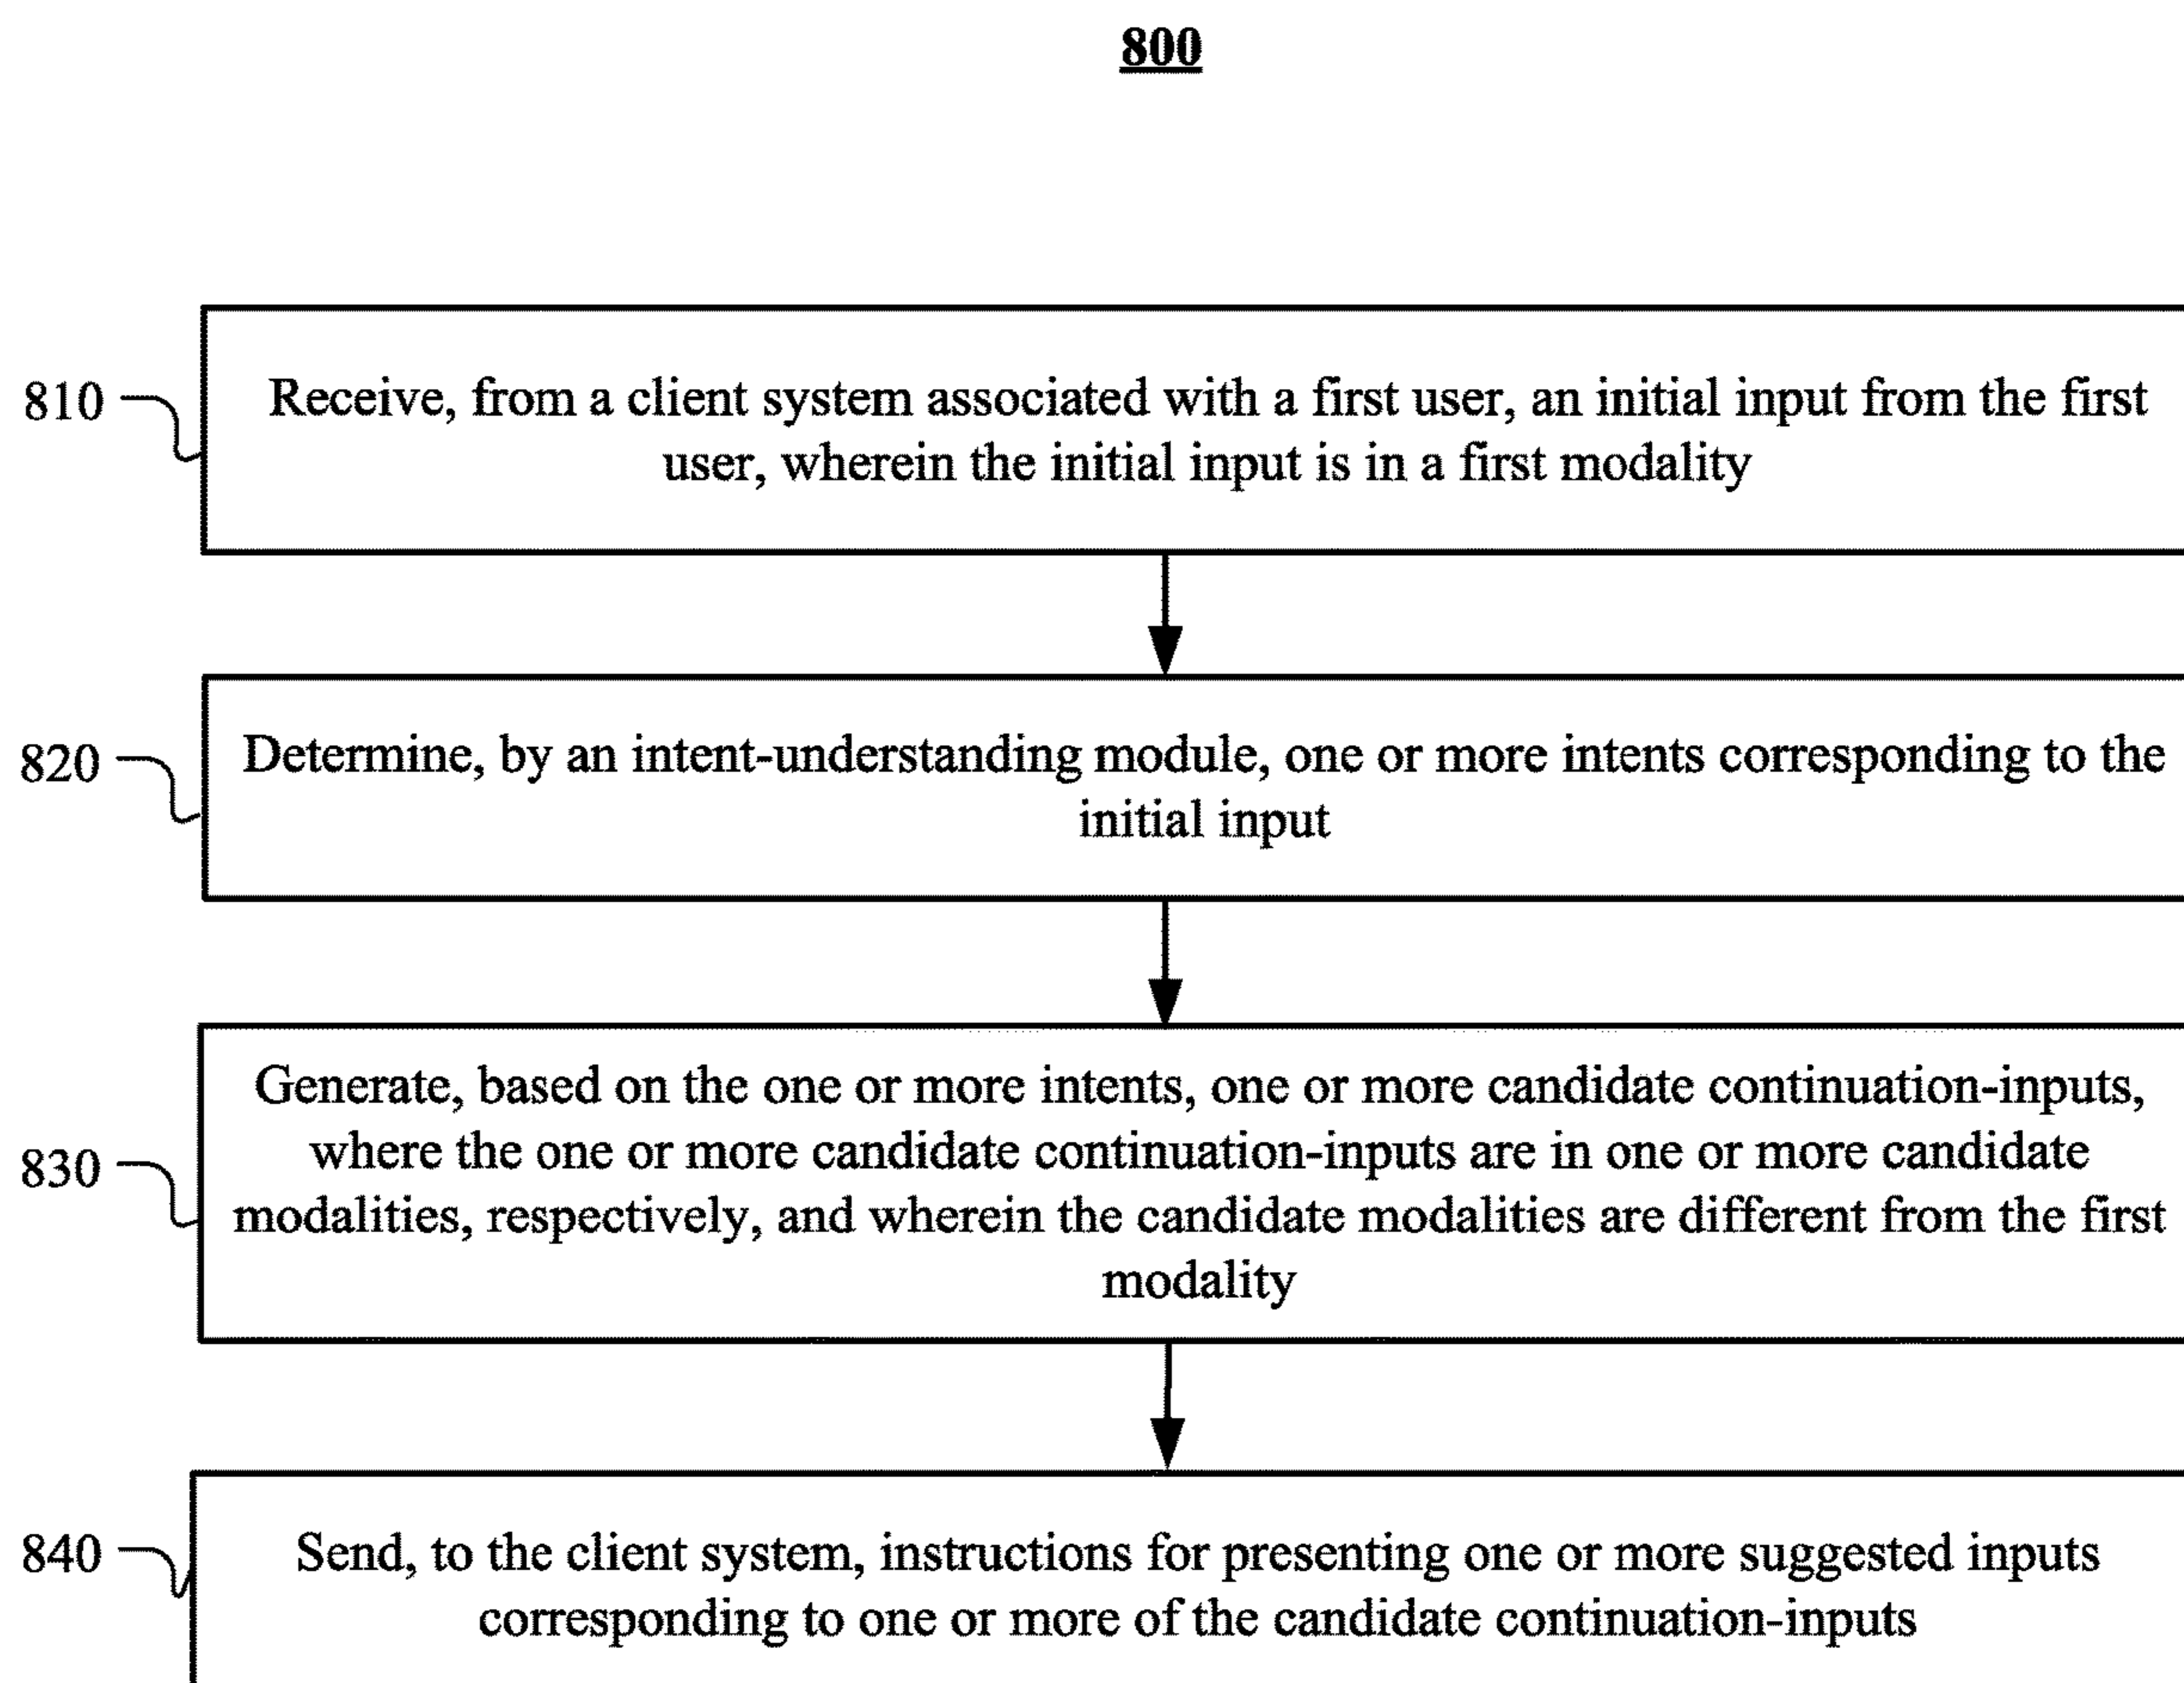 800
810
Receive, from a client system associated with a first user, an initial input from the first
user, wherein the initial input is in a first modality
820
Determine, by an intent-understanding module, one or more intents corresponding to the
initial input
830
Generate, based on the one or more intents, one or more candidate continuation-inputs,
where the one or more candidate continuation-inputs are in one or more candidate
modalities, respectively, and wherein the candidate modalities are different from the first
modality
840
Send, to the client system, instructions for presenting one or more suggested inputs
corresponding to one or more of the candidate continuation-inputs